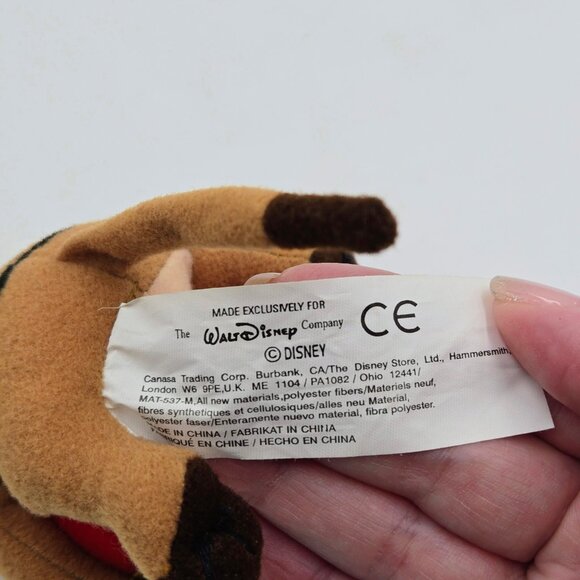 MADE EXCLUSIVELY FOR
The WALT DISNEP Company CE
© DISNEY
Canasa Trading Corp. Burbank, CA/The Disney Store, Ltd., Hammersmith,
London W6 9PE,U.K. ME 1104 / PA1082 / Ohio 12441/
MAT-537-M,All new materials,polyester fibers/Materiels neuf,
fibres synthetiques et cellulosiques/alles neu Material,
polyester faser/Enteramente nuevo material, fibra polyester.
DE IN CHINA / FABRIKAT IN CHINA
RIQUÉ EN CHINE / HECHO EN CHINA